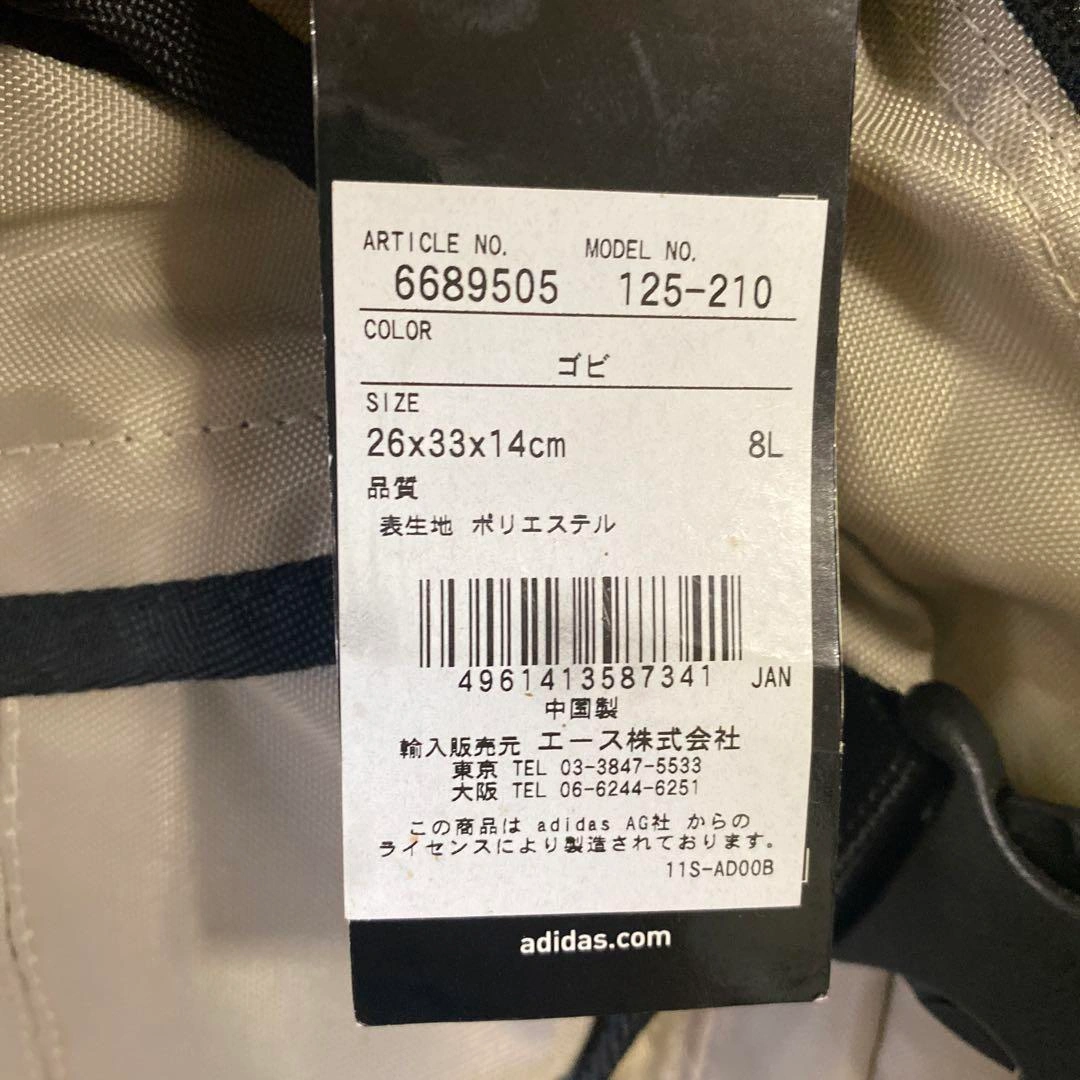 ARTICLE NO. MODEL NO.
6689505 125-210
COLOR
ゴビ
SIZE
26x33x14cm 8L
品質
表生地 ポリエステル
4961413587341 JAN
中国製
輸入販売元 エース株式会社
東京 TEL 03-3847-5533
大阪 TEL 06-6244-6251
この商品は adidas AG社 からの
ライセンスにより製造されております。
11S-AD00B
adidas.com